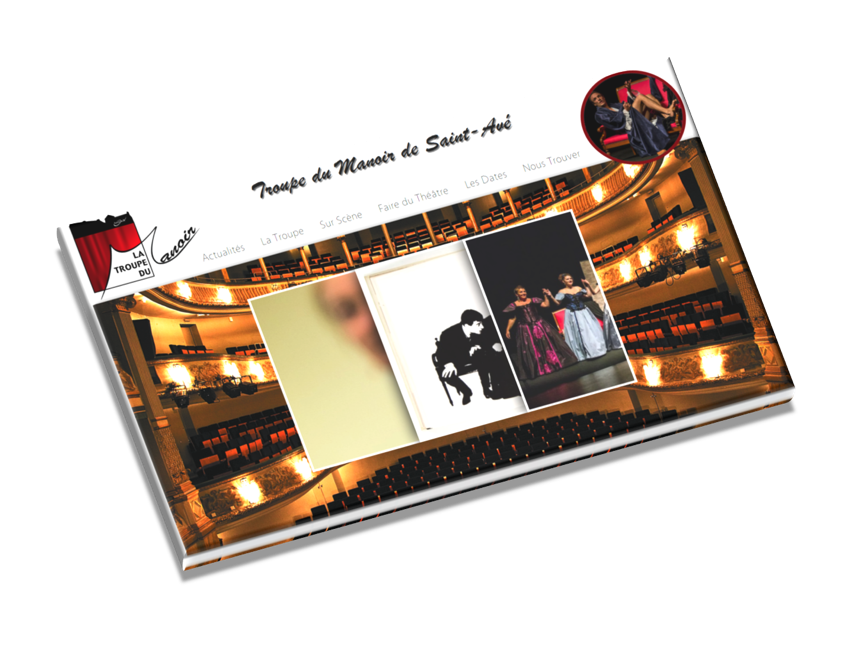 Troupe du Manoir de Saint-Avé
Actualités La Troupe Sur Scène Faire du Théâtre Les Dates Nous Trouver
LA
TROUPE
DU
Manoir